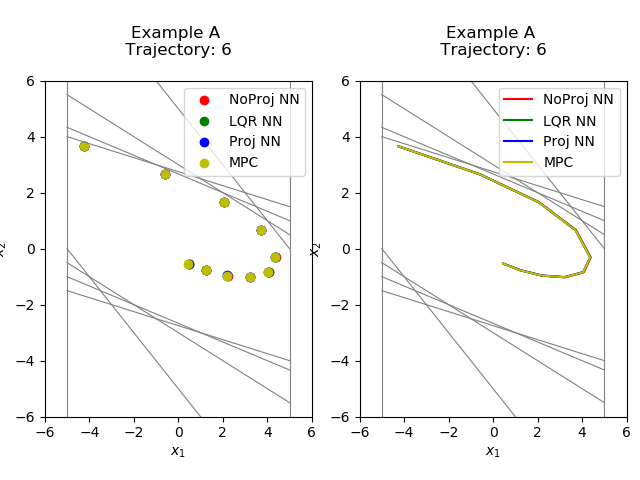 Example A
Trajectory: 6
6
4
2
0
−2
−4
−6
x₂
NoProj NN
LQR NN
Proj NN
MPC
−6
−4
−2
0
2
4
6
x₁
Example A
Trajectory: 6
6
4
2
0
−2
−4
−6
x₂
NoProj NN
LQR NN
Proj NN
MPC
−6
−4
−2
0
2
4
6
x₁